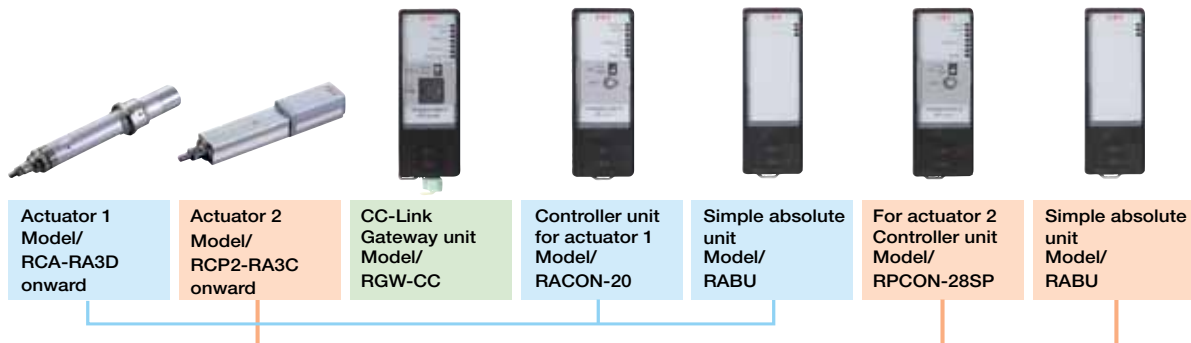 Actuator 1
Model/
RCA-RA3D
onward
Actuator 2
Model/
RCP2-RA3C
onward
CC-Link
Gateway unit
Model/
RGW-CC
Controller unit
for actuator 1
Model/
RACON-20
Simple absolute
unit
Model/
RABU
For actuator 2
Controller unit
Model/
RPCON-28SP
Simple absolute
unit
Model/
RABU